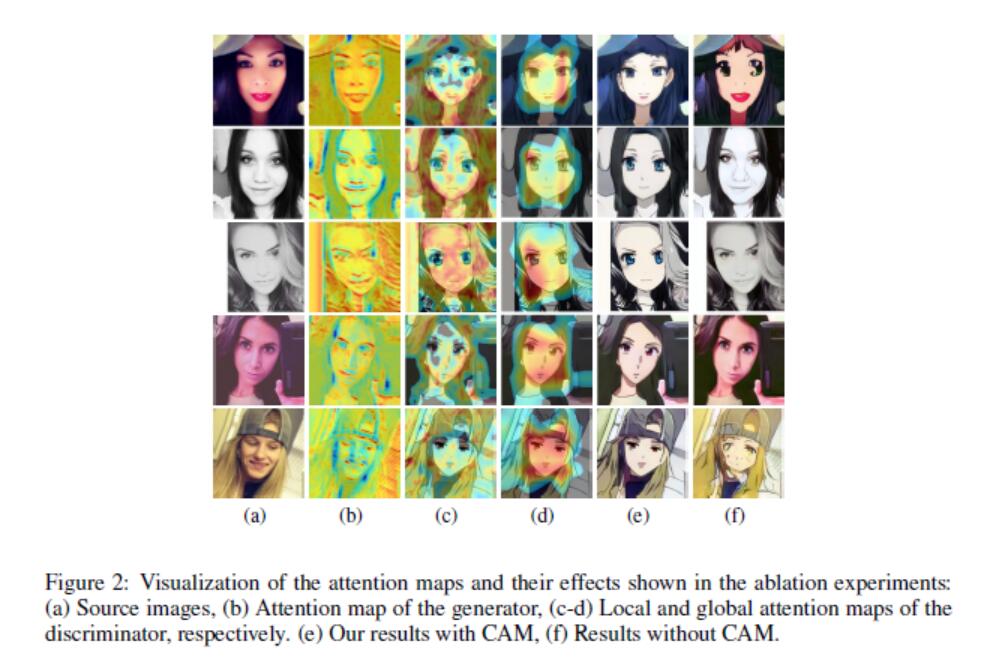 (a) (b) (c) (d) (e) (f)
Figure 2: Visualization of the attention maps and their effects shown in the ablation experiments:
(a) Source images, (b) Attention map of the generator, (c-d) Local and global attention maps of the
discriminator, respectively. (e) Our results with CAM, (f) Results without CAM.